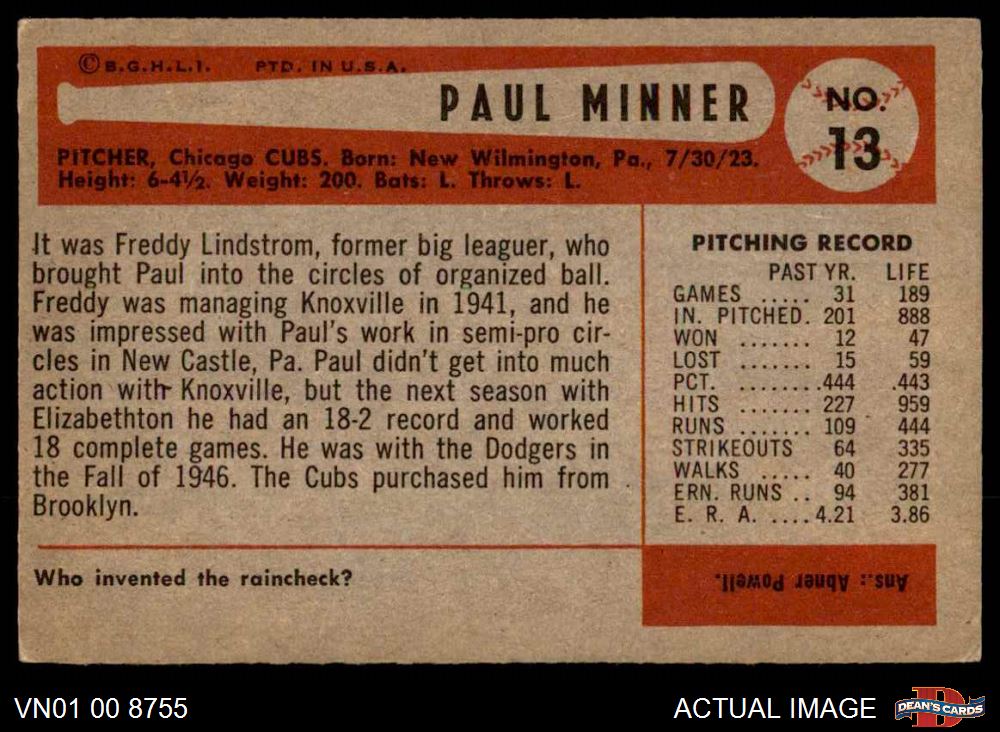 © B.G.H.L.I. PTD. IN U.S.A.
PAUL MINNER
NO.
13
PITCHER, Chicago CUBS. Born: New Wilmington, Pa., 7/30/23.
Height: 6-4½. Weight: 200. Bats: L. Throws: L.
It was Freddy Lindstrom, former big leaguer, who
brought Paul into the circles of organized ball.
Freddy was managing Knoxville in 1941, and he
was impressed with Paul's work in semi-pro cir-
cles in New Castle, Pa. Paul didn't get into much
action with Knoxville, but the next season with
Elizabethton he had an 18-2 record and worked
18 complete games. He was with the Dodgers in
the Fall of 1946. The Cubs purchased him from
Brooklyn.
PITCHING RECORD
PAST YR. LIFE
GAMES ..... 31 189
IN. PITCHED. 201 888
WON ....... 12 47
LOST ....... 15 59
PCT. ........ .444 .443
HITS ....... 227 959
RUNS ....... 109 444
STRIKEOUTS 64 335
WALKS ..... 40 277
ERN. RUNS .. 94 381
E. R. A. .... 4.21 3.86
Who invented the raincheck?
Ans.: Abner Powell.
VN01 00 8755
ACTUAL IMAGE
DEAN'S CARDS